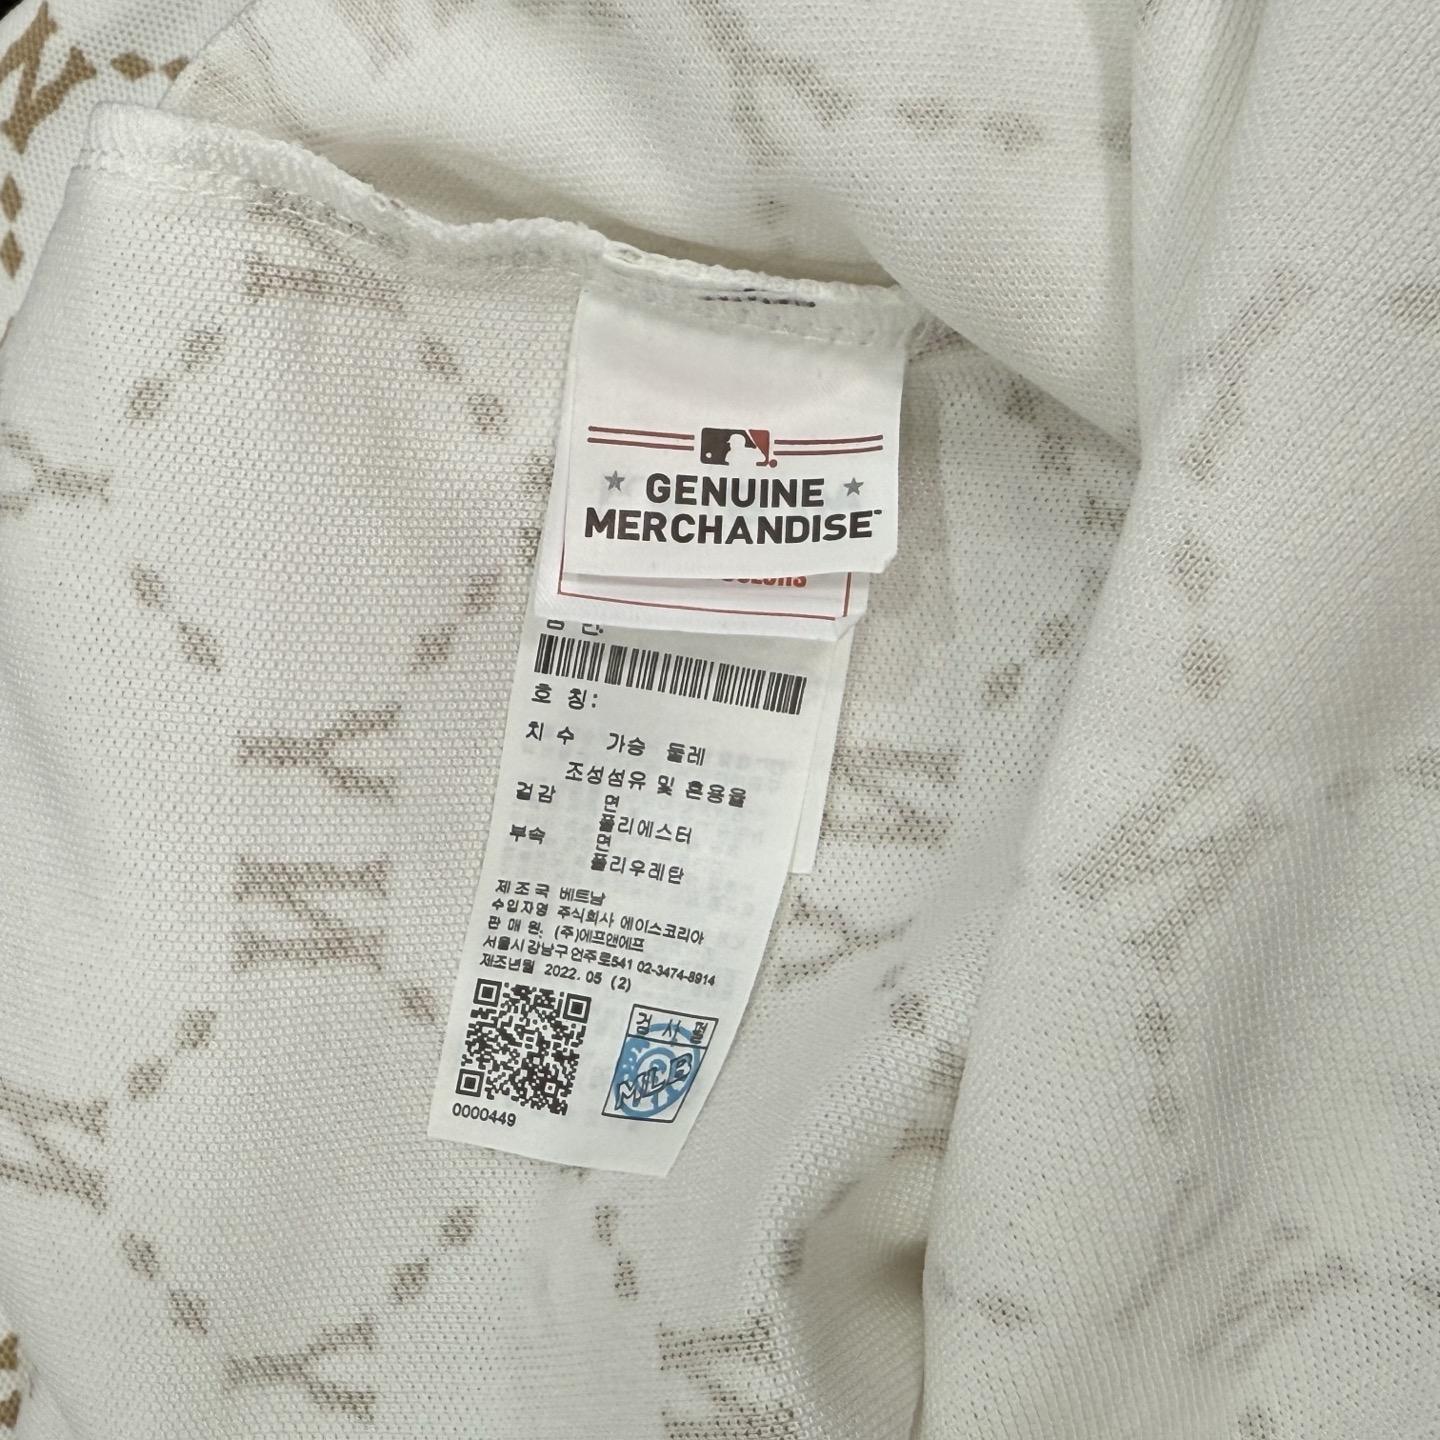 GENUINE
MERCHANDISE
COLORS
품 번:
호 칭:
치 수 가슴 둘레
조성섬유 및 혼용율
겉감 면
폴리에스터
부속 면
폴리우레탄
제 조 국 베트남
수입자명 주식회사 에이스코리아
판 매 원: (주)에프앤에프
서울시 강남구 언주로541 02-3474-8914
제조년월 2022. 05 (2)
검 사 필
MLB
0000449